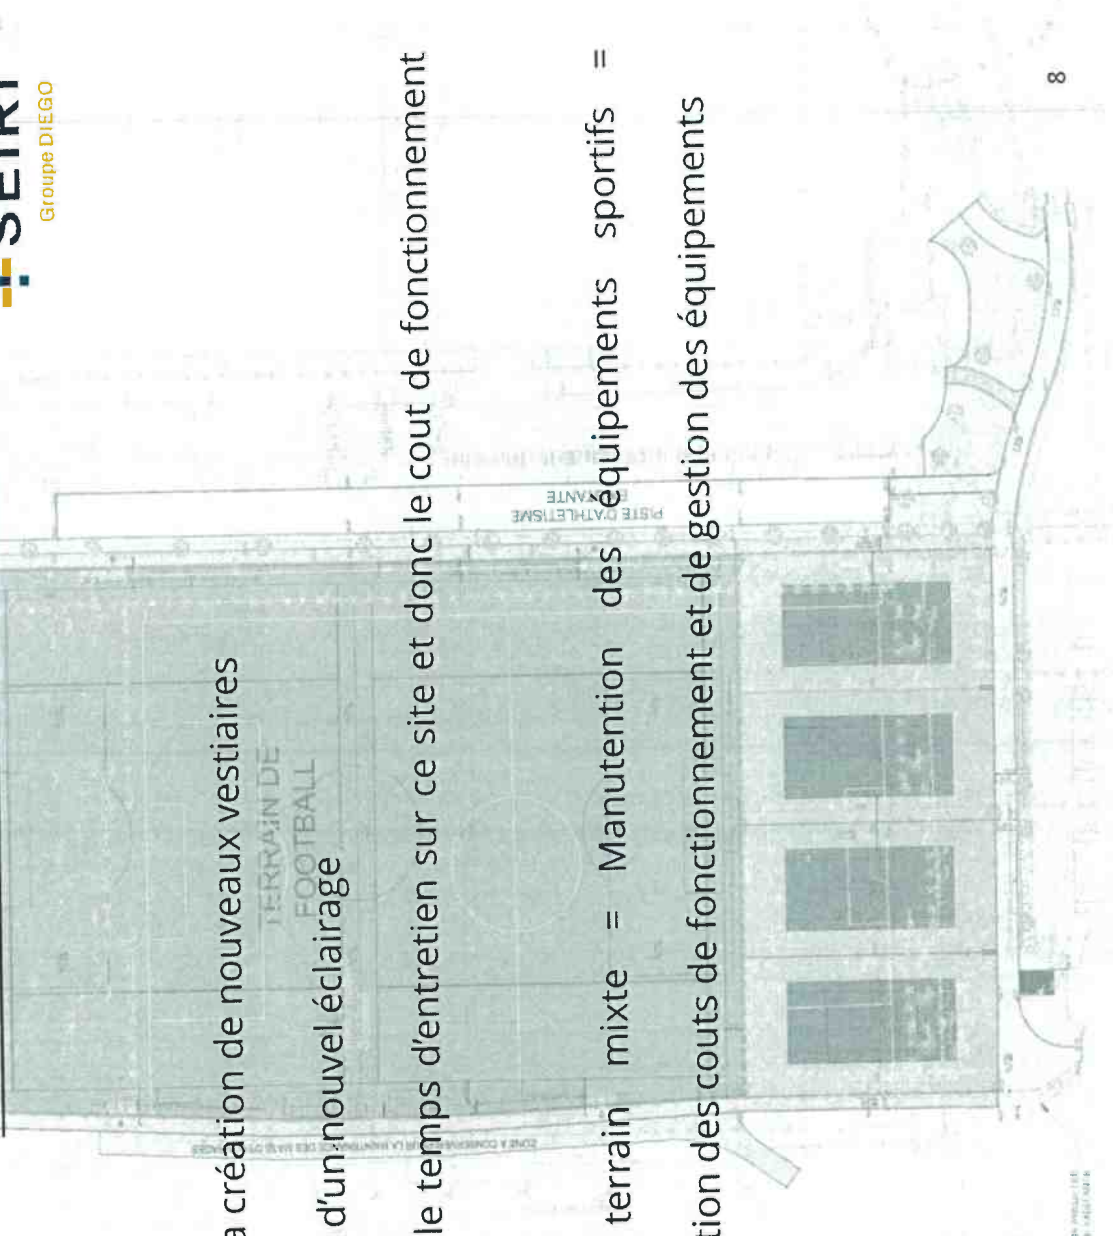 SEIRI
Groupe DIEGO
a création de nouveaux vestiaires
TERRAIN DE
FOOTBALL
d'un nouvel éclairage
le temps d'entretien sur ce site et donc le cout de fonctionnement
PISTE D'ATHLETISME
EXISTANTE
terrain mixte = Manutention des équipements sportifs =
tion des couts de fonctionnement et de gestion des équipements
8